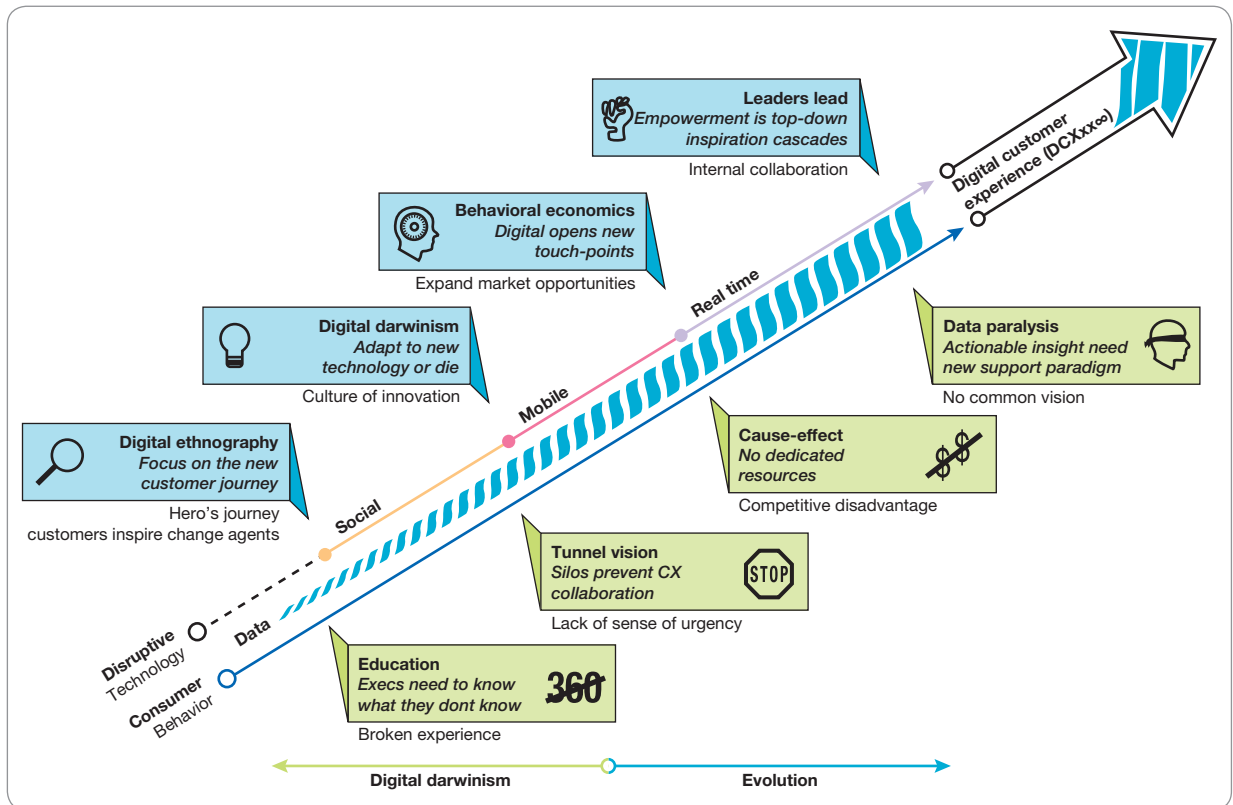 Leaders lead
Empowerment is top-down
inspiration cascades
Internal collaboration
Digital customer
experience (DCXxx∞)
Behavioral economics
Digital opens new
touch-points
Expand market opportunities
Real time
Digital darwinism
Adapt to new
technology or die
Culture of innovation
Mobile
Data paralysis
Actionable insight need
new support paradigm
No common vision
Digital ethnography
Focus on the new
customer journey
Hero's journey
customers inspire change agents
Social
Cause-effect
No dedicated
resources
$$
Competitive disadvantage
Tunnel vision
Silos prevent CX
collaboration
STOP
Lack of sense of urgency
Disruptive
Technology
Data
Consumer
Behavior
Education
Execs need to know
what they dont know
360
Broken experience
Digital darwinism
Evolution